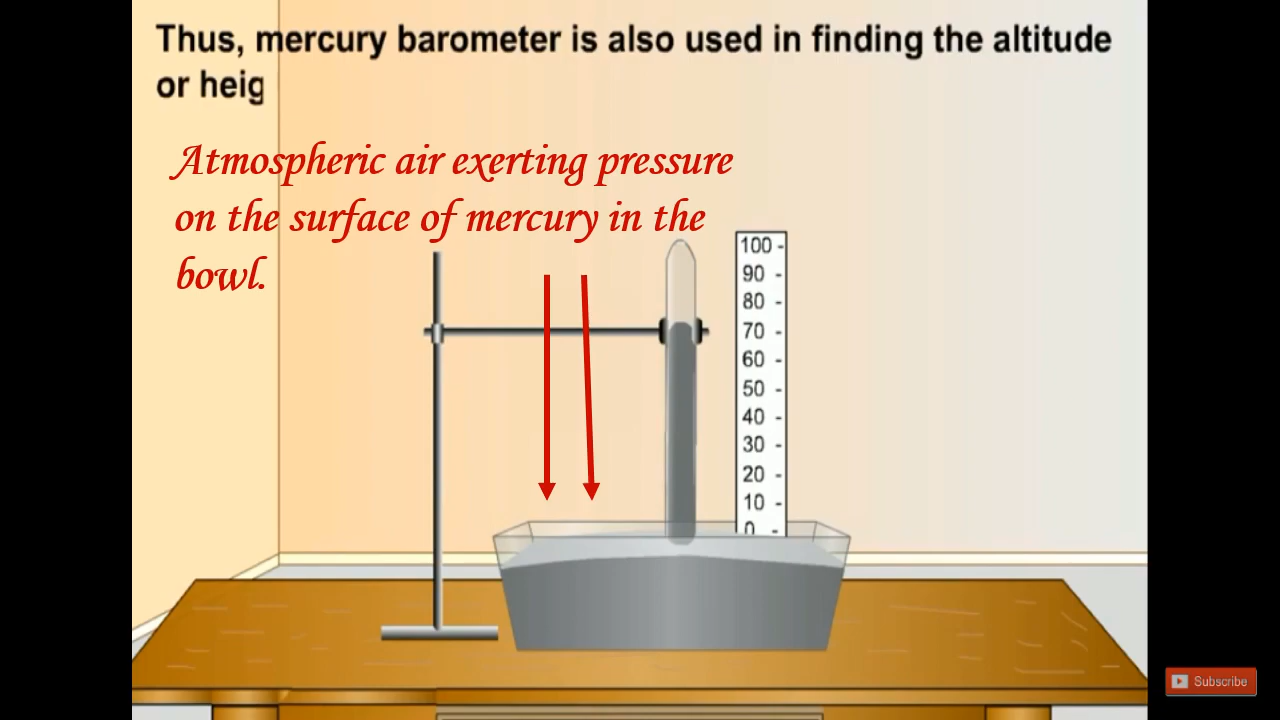 Thus, mercury barometer is also used in finding the altitude
or heig
Atmospheric air exerting pressure
on the surface of mercury in the
bowl.
100 -
90 -
80 -
70 -
60 -
50 -
40 -
30 -
20 -
10 -
0 -
Subscribe